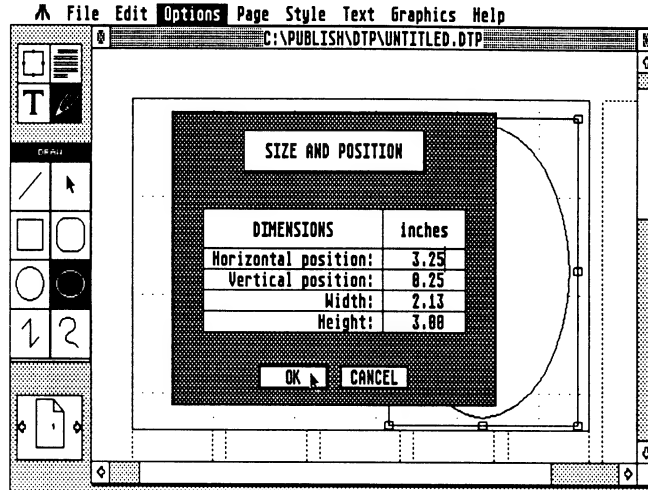 File Edit Options Page Style Text Graphics Help
C:\PUBLISH\DTP\UNTITLED.DTP
T
DRAW
SIZE AND POSITION
DIMENSIONS inches
Horizontal position: 3.25
Vertical position: 0.25
Width: 2.13
Height: 3.00
OK CANCEL
1